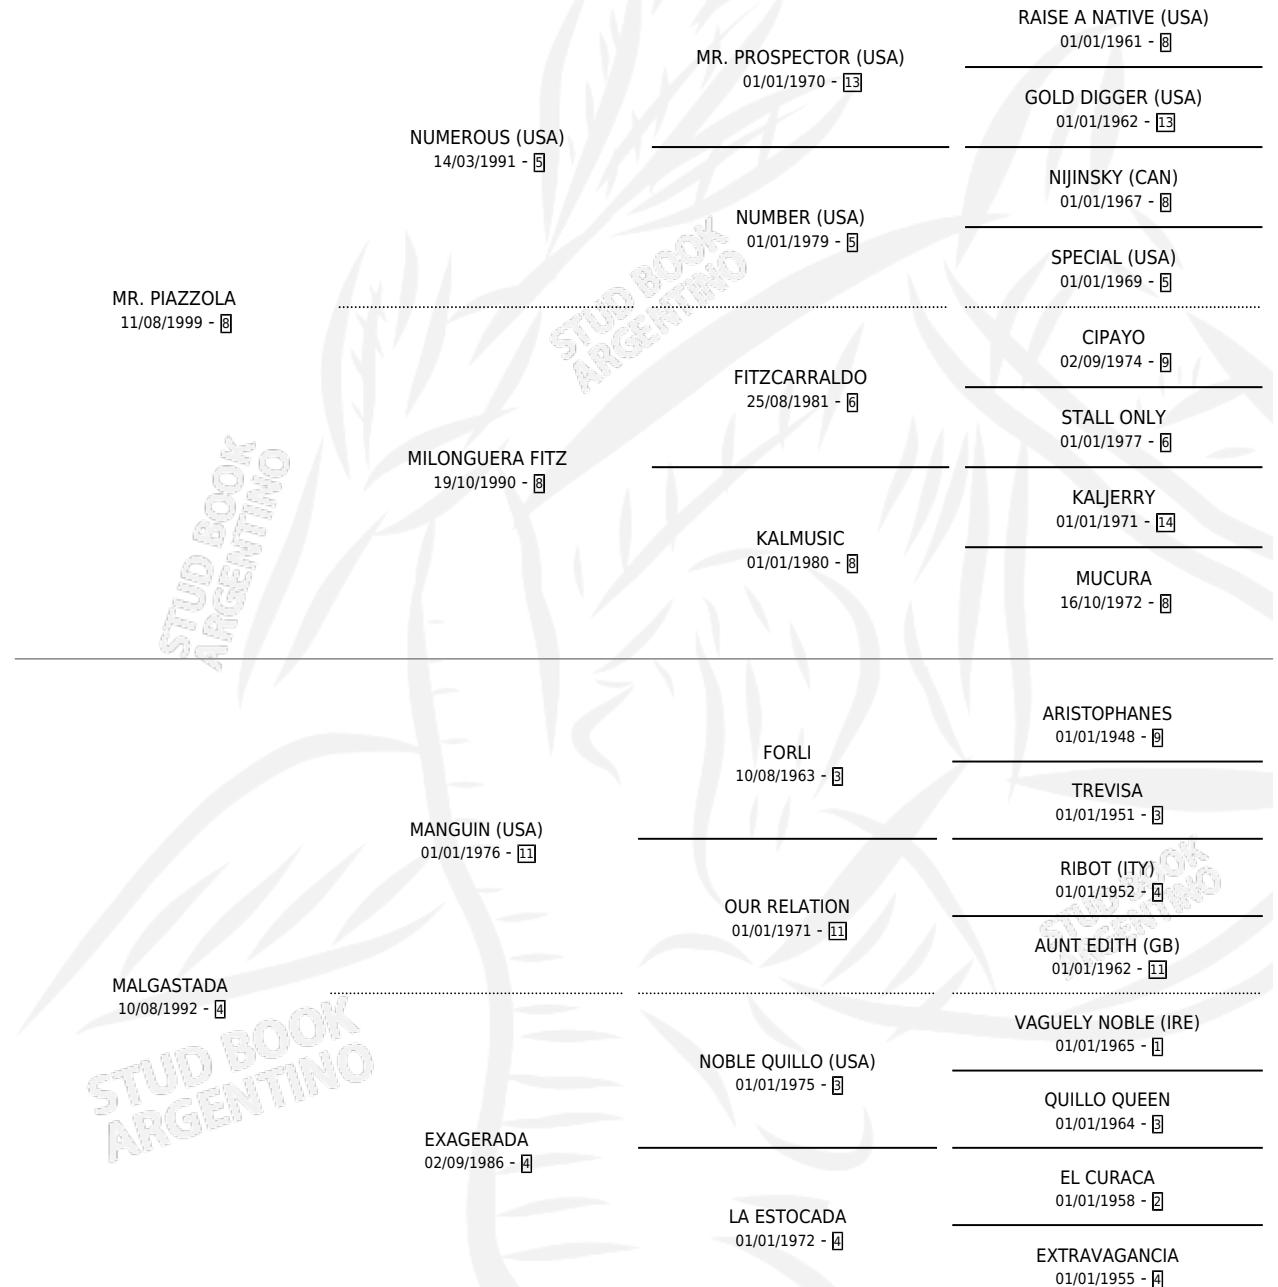 RAISE A NATIVE (USA)
01/01/1961 - 8
MR. PROSPECTOR (USA)
01/01/1970 - 13
GOLD DIGGER (USA)
01/01/1962 - 13
NUMEROUS (USA)
14/03/1991 - 5
NIJINSKY (CAN)
01/01/1967 - 8
NUMBER (USA)
01/01/1979 - 5
SPECIAL (USA)
01/01/1969 - 5
MR. PIAZZOLA
11/08/1999 - 8
STUD BOOK
ARGENTINO
CIPAYO
02/09/1974 - 9
FITZCARRALDO
25/08/1981 - 6
STALL ONLY
01/01/1977 - 6
MILONGUERA FITZ
19/10/1990 - 8
KALJERRY
01/01/1971 - 14
KALMUSIC
01/01/1980 - 8
MUCURA
16/10/1972 - 8
STUD BOOK
ARGENTINO
ARISTOPHANES
01/01/1948 - 9
FORLI
10/08/1963 - 3
TREVISA
01/01/1951 - 3
MANGUIN (USA)
01/01/1976 - 11
RIBOT (ITY)
01/01/1952 - 4
OUR RELATION
01/01/1971 - 11
STUD BOOK
ARGENTINO
AUNT EDITH (GB)
01/01/1962 - 11
MALGASTADA
10/08/1992 - 4
VAGUELY NOBLE (IRE)
01/01/1965 - 1
NOBLE QUILLO (USA)
01/01/1975 - 3
STUD BOOK
ARGENTINO
QUILLO QUEEN
01/01/1964 - 3
EXAGERADA
02/09/1986 - 4
EL CURACA
01/01/1958 - 2
LA ESTOCADA
01/01/1972 - 4
EXTRAVAGANCIA
01/01/1955 - 4